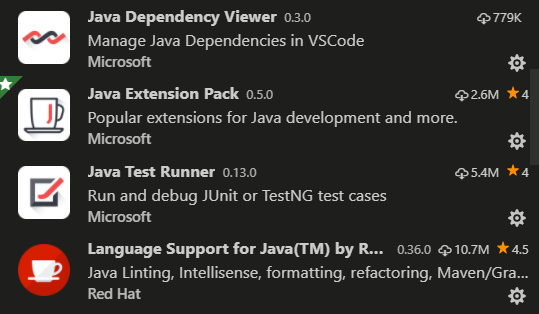 Java Dependency Viewer 0.3.0 779K
Manage Java Dependencies in VSCode
Microsoft
Java Extension Pack 0.5.0 2.6M 4
Popular extensions for Java development and more.
Microsoft
Java Test Runner 0.13.0 5.4M 4
Run and debug JUnit or TestNG test cases
Microsoft
Language Support for Java(TM) by R... 0.36.0 10.7M 4.5
Java Linting, Intellisense, formatting, refactoring, Maven/Gra...
Red Hat